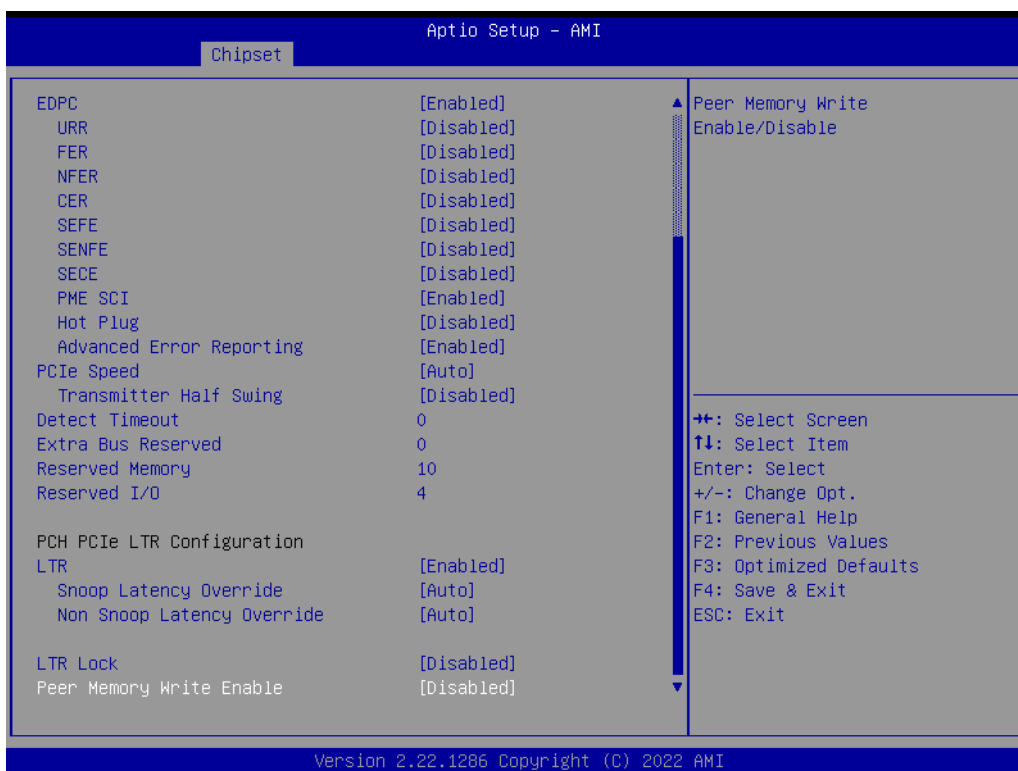 Aptio Setup – AMI
Chipset
EDPC [Enabled]
URR [Disabled]
FER [Disabled]
NFER [Disabled]
CER [Disabled]
SEFE [Disabled]
SENFE [Disabled]
SECE [Disabled]
PME SCI [Enabled]
Hot Plug [Disabled]
Advanced Error Reporting [Enabled]
PCIe Speed [Auto]
Transmitter Half Swing [Disabled]
Detect Timeout 0
Extra Bus Reserved 0
Reserved Memory 10
Reserved I/O 4
PCH PCIe LTR Configuration
LTR [Enabled]
Snoop Latency Override [Auto]
Non Snoop Latency Override [Auto]
LTR Lock [Disabled]
Peer Memory Write Enable [Disabled]
Peer Memory Write
Enable/Disable
→←: Select Screen
↑↓: Select Item
Enter: Select
+/-: Change Opt.
F1: General Help
F2: Previous Values
F3: Optimized Defaults
F4: Save & Exit
ESC: Exit
Version 2.22.1286 Copyright (C) 2022 AMI